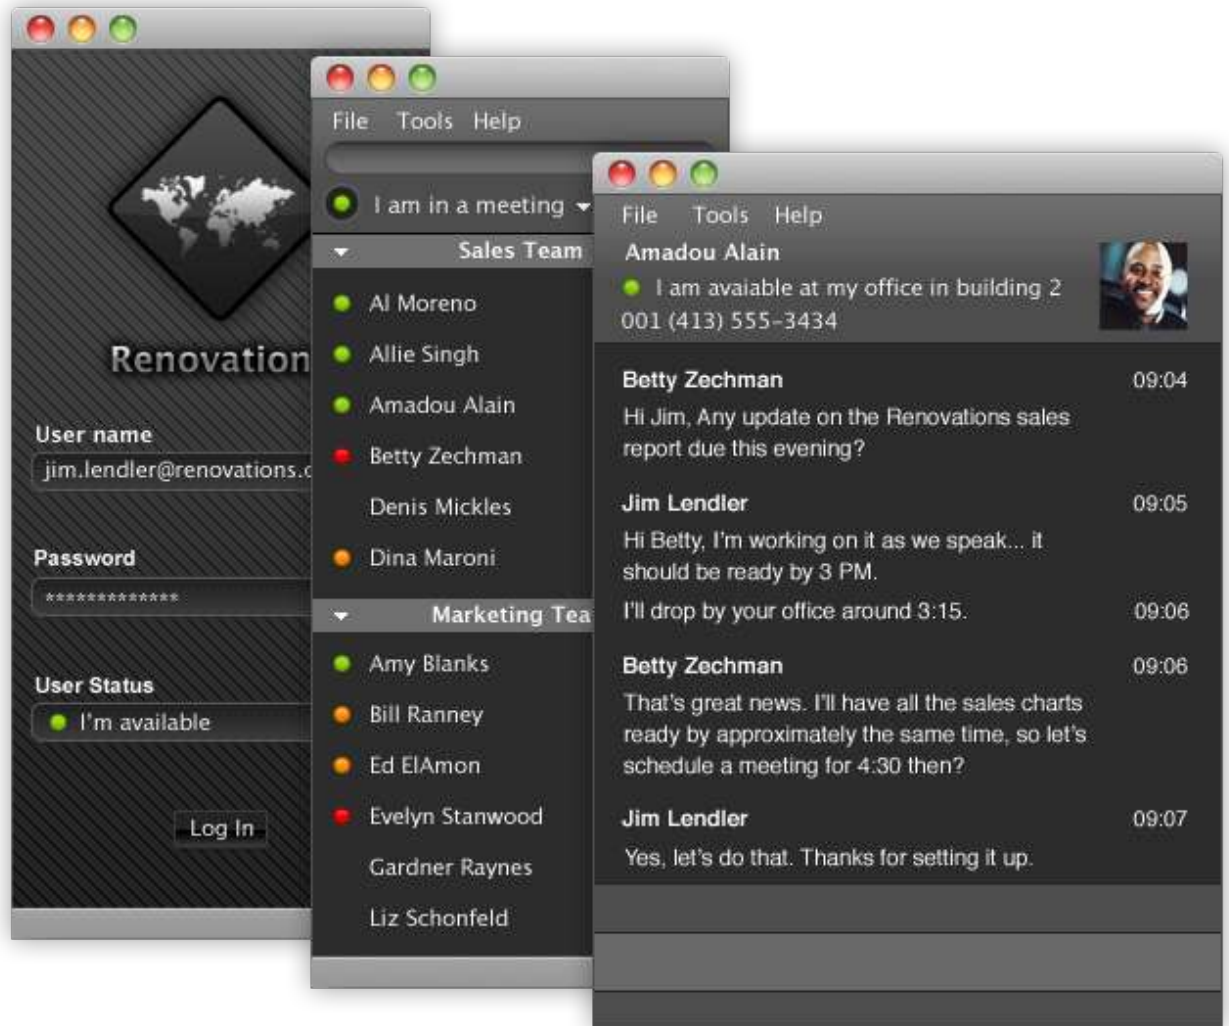 Renovation
User name
jim.lendler@renovations.c
Password
*************
User Status
I'm available
Log In
File Tools Help
I am in a meeting
Sales Team
Al Moreno
Allie Singh
Amadou Alain
Betty Zechman
Denis Mickles
Dina Maroni
Marketing Tea
Amy Blanks
Bill Ranney
Ed ElAmon
Evelyn Stanwood
Gardner Raynes
Liz Schonfeld
File Tools Help
Amadou Alain
I am avaiable at my office in building 2
001 (413) 555-3434
Betty Zechman 09:04
Hi Jim, Any update on the Renovations sales
report due this evening?
Jim Lendler 09:05
Hi Betty, I'm working on it as we speak... it
should be ready by 3 PM.
I'll drop by your office around 3:15. 09:06
Betty Zechman 09:06
That's great news. I'll have all the sales charts
ready by approximately the same time, so let's
schedule a meeting for 4:30 then?
Jim Lendler 09:07
Yes, let's do that. Thanks for setting it up.